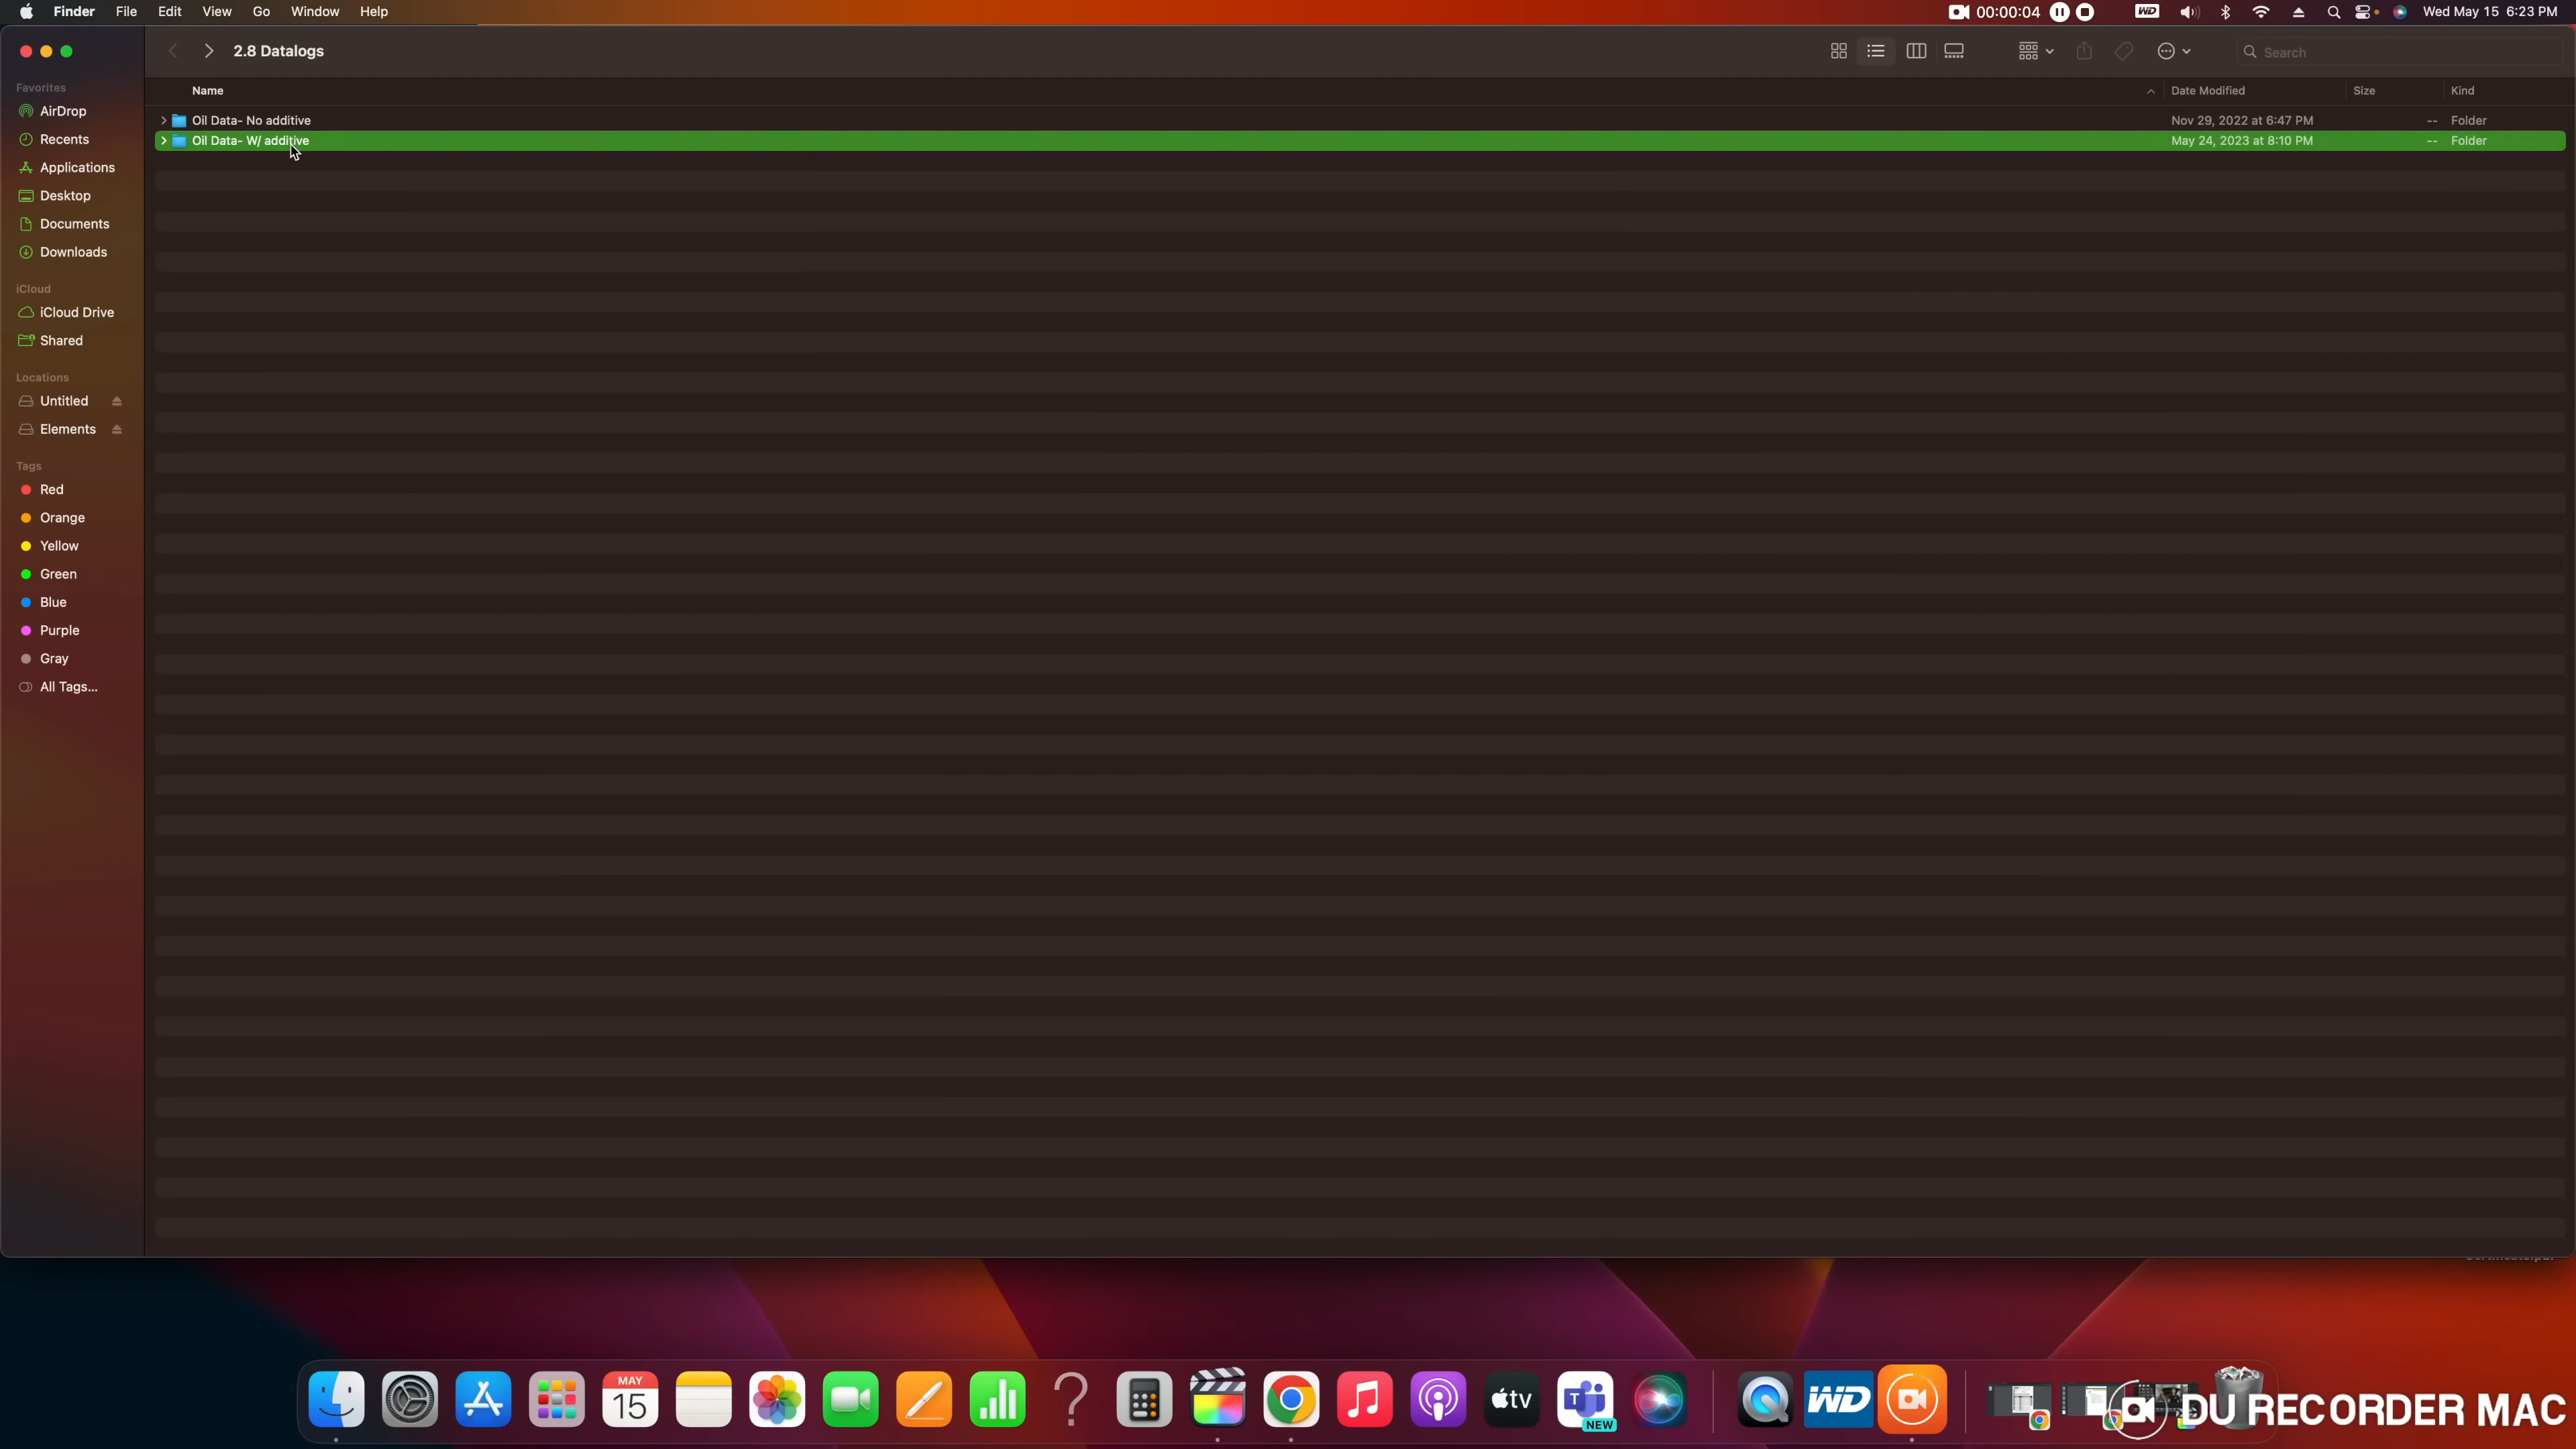 Finder File Edit View Go Window Help 00:00:04 WD Wed May 15 6:23 PM
2.8 Datalogs
Search
Favorites
AirDrop
Recents
Applications
Desktop
Documents
Downloads
iCloud
iCloud Drive
Shared
Locations
Untitled
Elements
Tags
Red
Orange
Yellow
Green
Blue
Purple
Gray
All Tags...
Name Date Modified Size Kind
Oil Data- No additive Nov 29, 2022 at 6:47 PM -- Folder
Oil Data- W/ additive May 24, 2023 at 8:10 PM -- Folder
MAY
15
tv
T
NEW
WD
DU RECORDER MAC